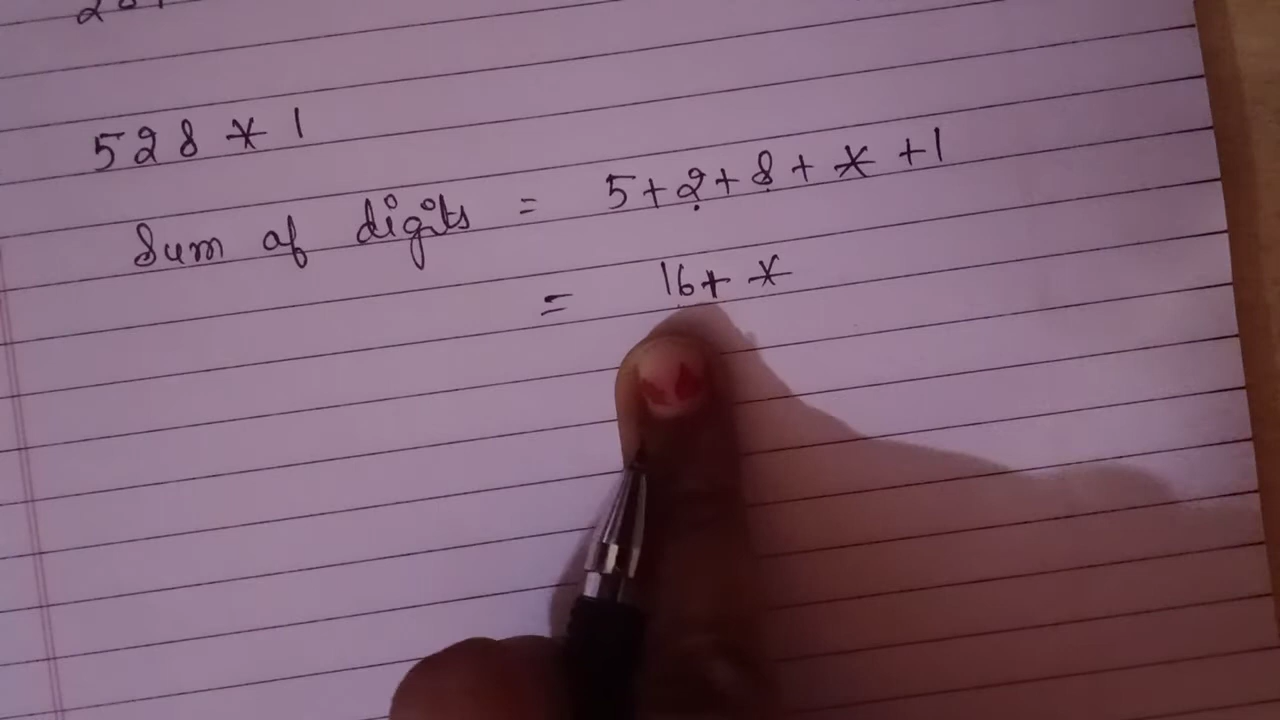 528*1
Sum of digits = 5+2+8+*+1
= 16+*